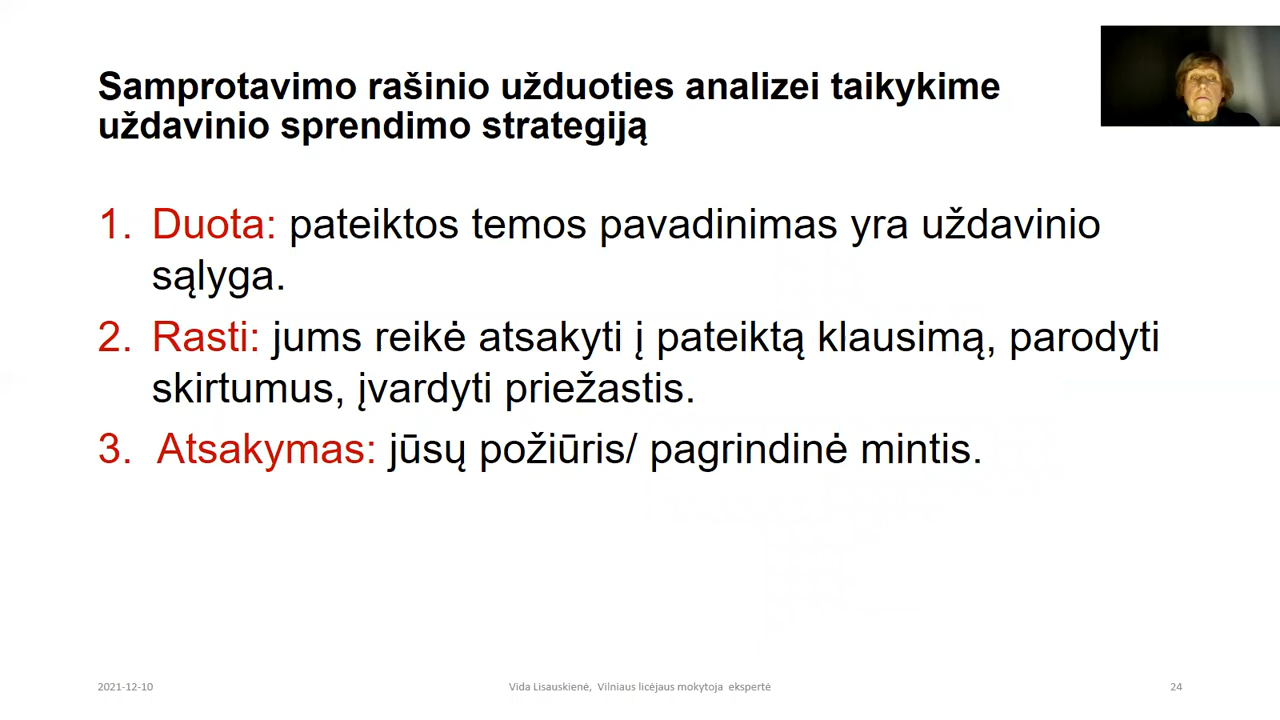 Samprotavimo rašinio užduoties analizei taikykime
uždavinio sprendimo strategiją
1. Duota: pateiktos temos pavadinimas yra uždavinio
sąlyga.
2. Rasti: jums reikė atsakyti į pateiktą klausimą, parodyti
skirtumus, įvardyti priežastis.
3. Atsakymas: jūsų požiūris/ pagrindinė mintis.
2021-12-10
Vida Lisauskienė, Vilniaus licėjaus mokytoja ekspertė
24